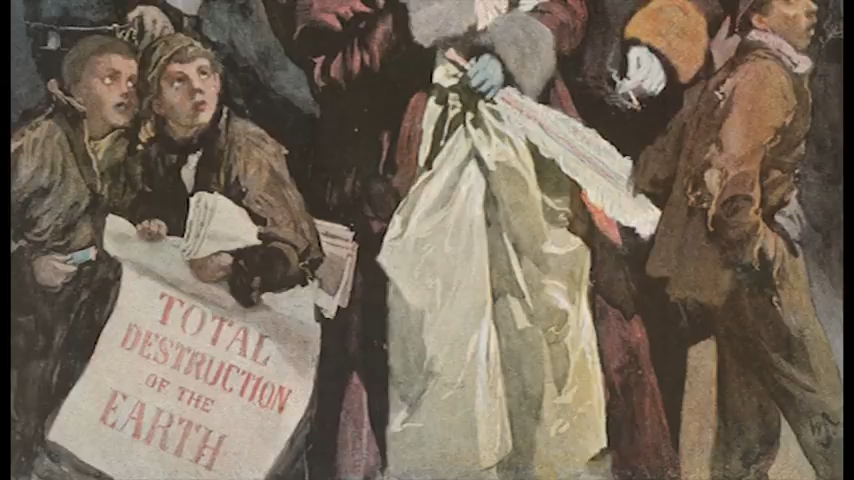 TOTAL
DESTRUCTION
OF THE
EARTH